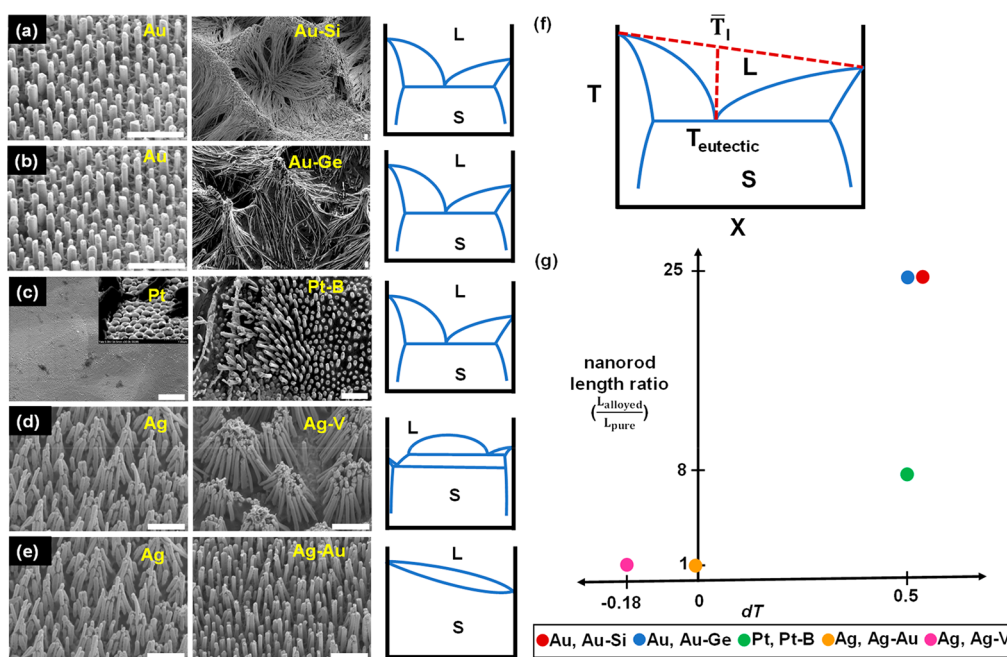 (a) Au Au-Si L S
(b) Au Au-Ge L S
(c) Pt Pt-B L S
(d) Ag Ag-V L S
(e) Ag Ag-Au L S
(f)
T̅l
L
T
Teutectic
S
X
(g)
25
nanorod
length ratio
(Lalloyed/Lpure)
8
1
-0.18 0 0.5
dT
Au, Au-Si Au, Au-Ge Pt, Pt-B Ag, Ag-Au Ag, Ag-V